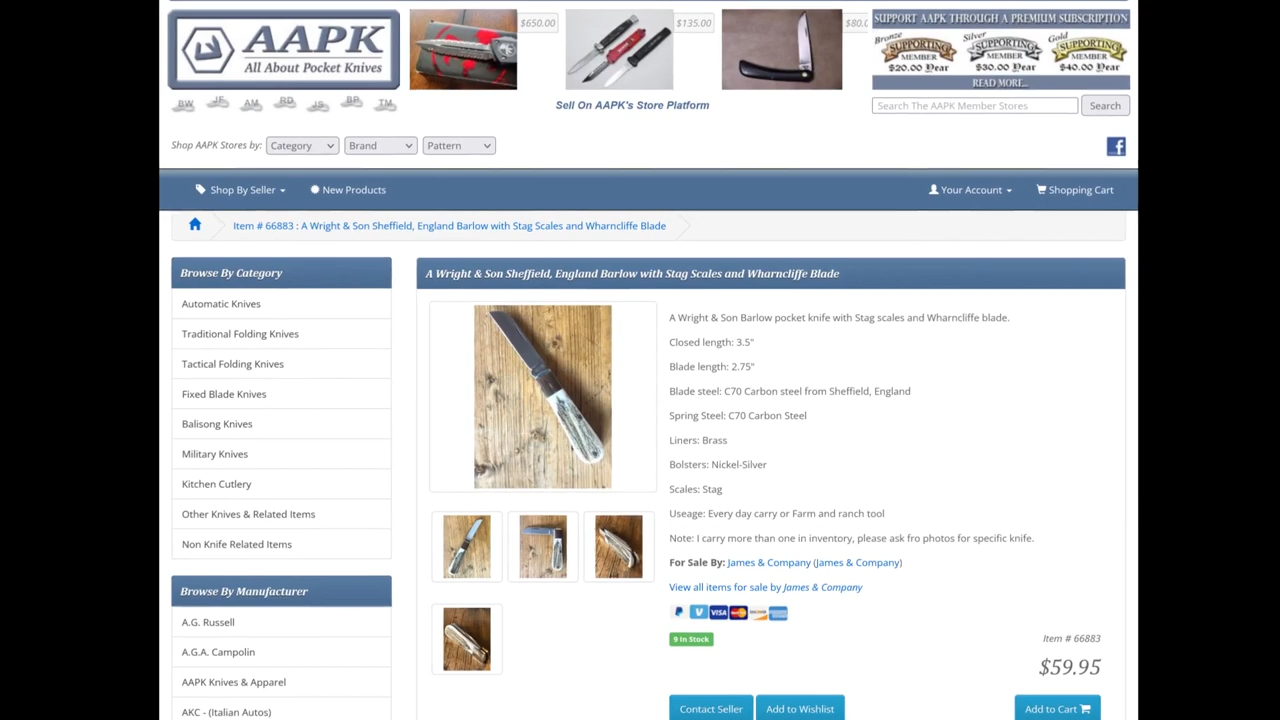 AAPK
All About Pocket Knives
BW JF AM RD JS BP TM
$650.00
$135.00
$80.0
Sell On AAPK's Store Platform
SUPPORT AAPK THROUGH A PREMIUM SUBSCRIPTION
Bronze Silver Gold
SUPPORTING MEMBER SUPPORTING MEMBER SUPPORTING MEMBER
$20.00 Year $30.00 Year $40.00 Year
READ MORE...
Search The AAPK Member Stores Search
Shop AAPK Stores by: Category Brand Pattern
f
Shop By Seller New Products Your Account Shopping Cart
Item # 66883 : A Wright & Son Sheffield, England Barlow with Stag Scales and Wharncliffe Blade
Browse By Category
Automatic Knives
Traditional Folding Knives
Tactical Folding Knives
Fixed Blade Knives
Balisong Knives
Military Knives
Kitchen Cutlery
Other Knives & Related Items
Non Knife Related Items
Browse By Manufacturer
A.G. Russell
A.G.A. Campolin
AAPK Knives & Apparel
AKC - (Italian Autos)
A Wright & Son Sheffield, England Barlow with Stag Scales and Wharncliffe Blade
A Wright & Son Barlow pocket knife with Stag scales and Wharncliffe blade.
Closed length: 3.5"
Blade length: 2.75"
Blade steel: C70 Carbon steel from Sheffield, England
Spring Steel: C70 Carbon Steel
Liners: Brass
Bolsters: Nickel-Silver
Scales: Stag
Useage: Every day carry or Farm and ranch tool
Note: I carry more than one in inventory, please ask fro photos for specific knife.
For Sale By: James & Company (James & Company)
View all items for sale by James & Company
VISA
9 In Stock
Item # 66883
$59.95
Contact Seller Add to Wishlist Add to Cart